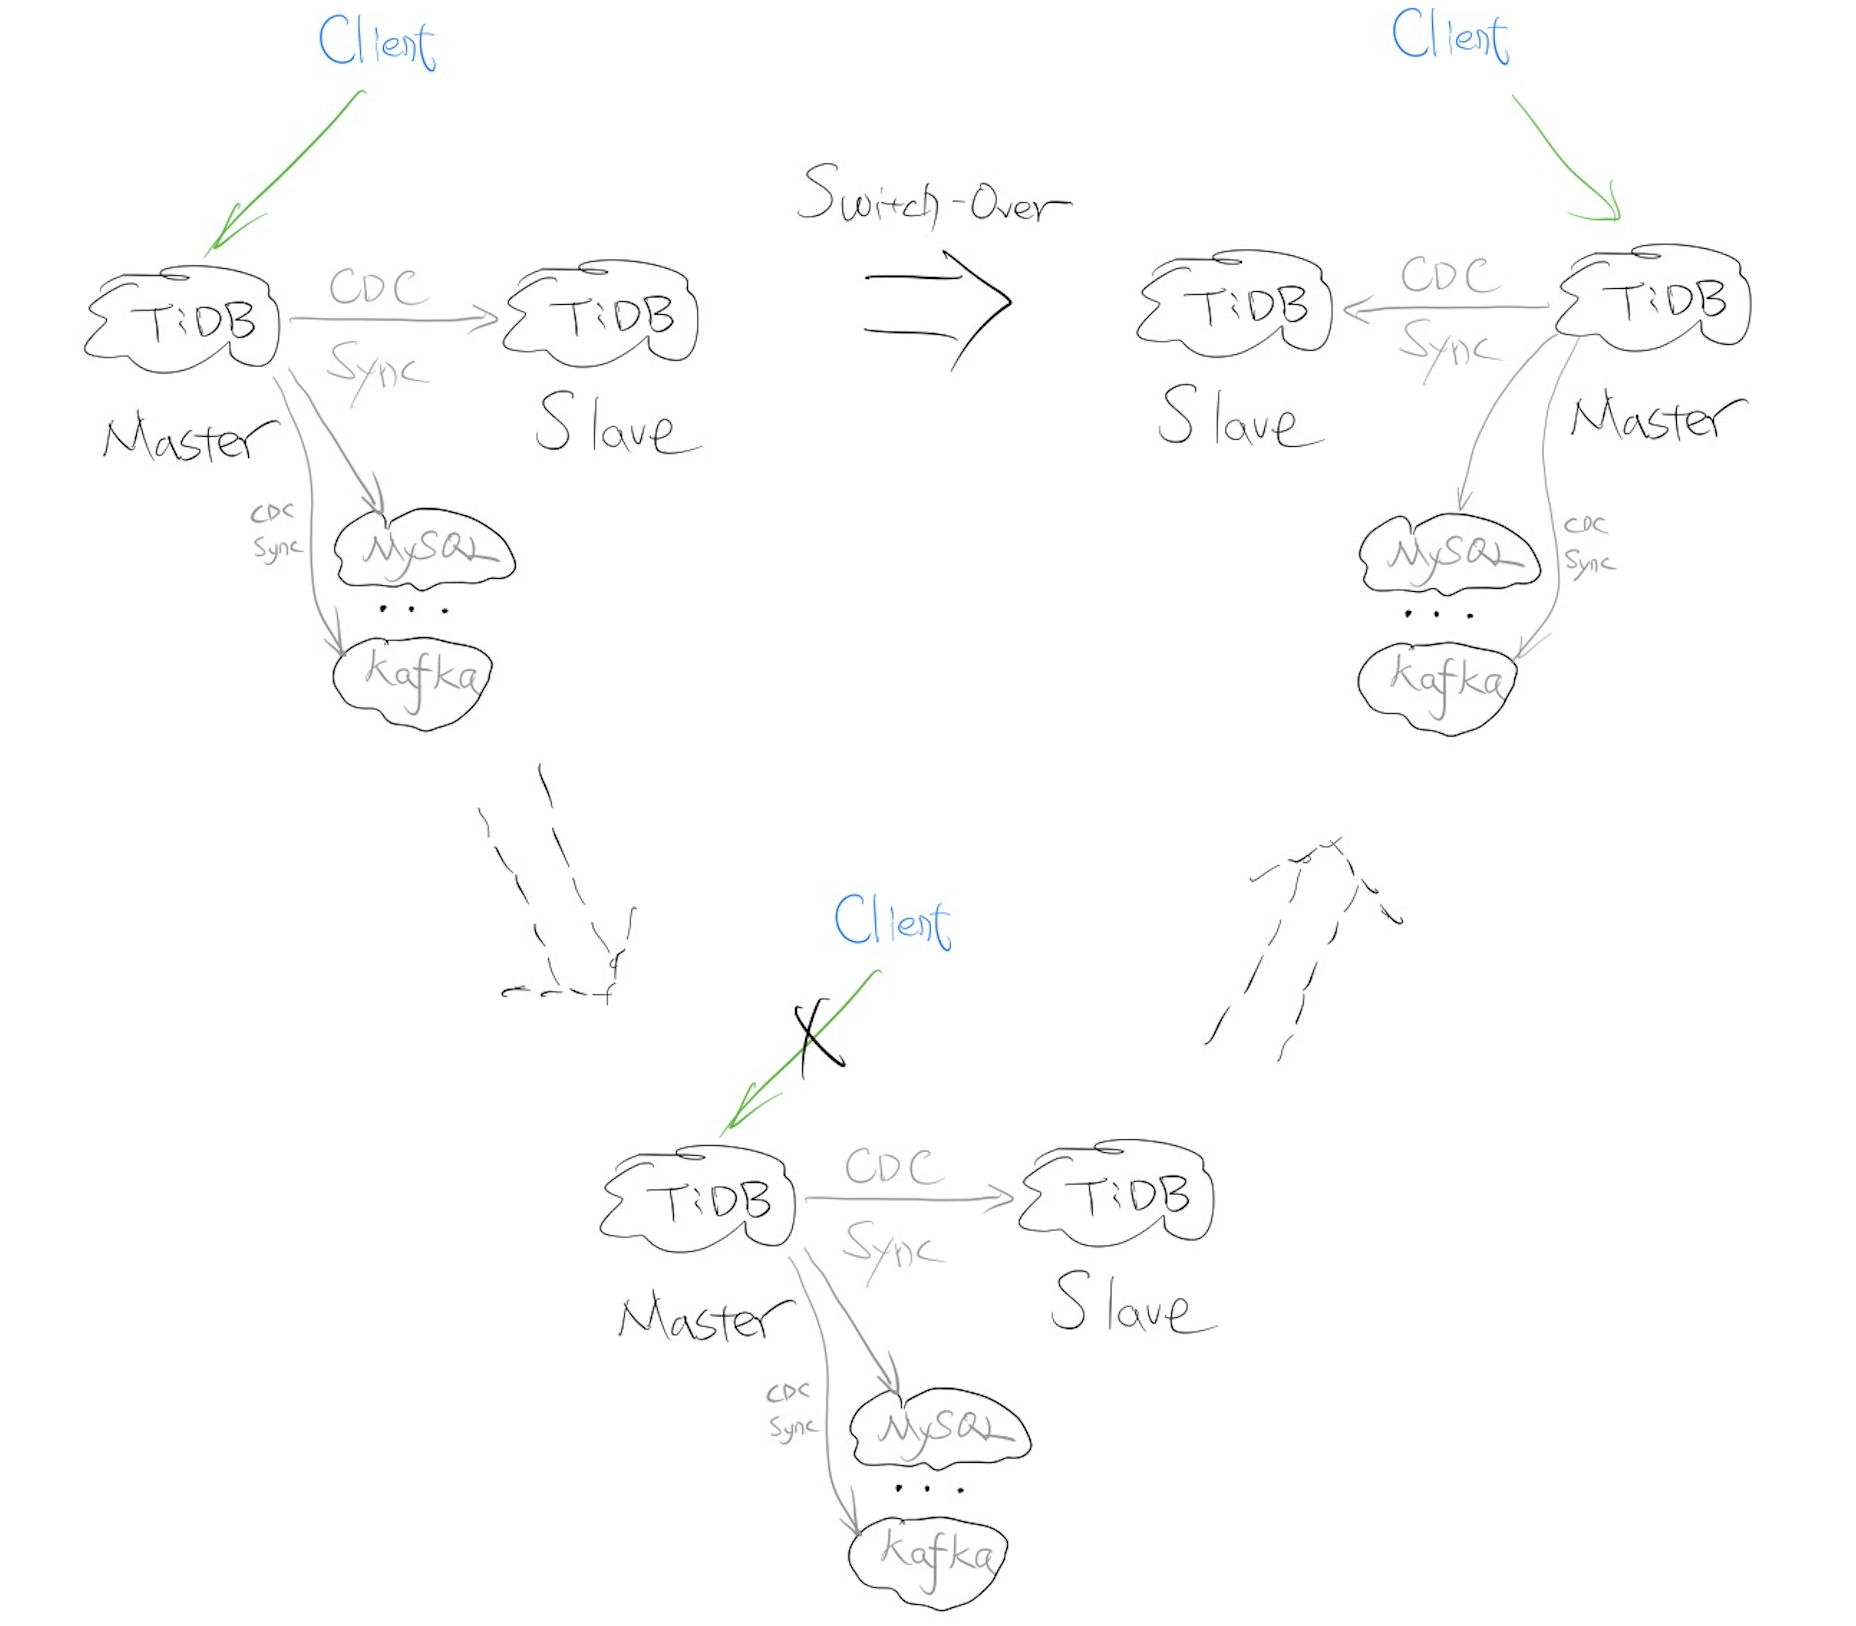 Client
TiDB
CDC
Sync
TiDB
Master
Slave
CDC
Sync
MySQL
...
Kafka
Switch-Over
Client
TiDB
CDC
Sync
TiDB
Slave
Master
MySQL
...
CDC
Sync
Kafka
Client
X
TiDB
CDC
Sync
TiDB
Master
Slave
CDC
Sync
MySQL
...
Kafka